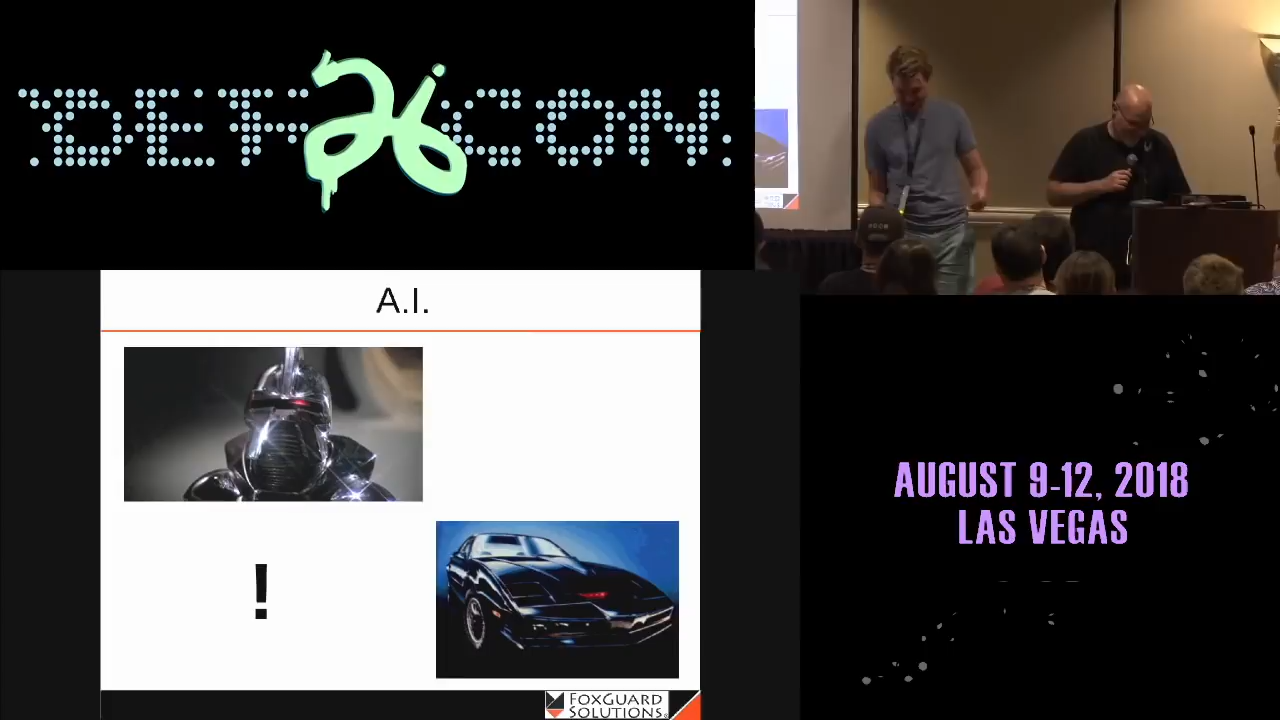 DEF 26 CON
A.I.
!
FOXGUARD
SOLUTIONS
AUGUST 9-12, 2018
LAS VEGAS